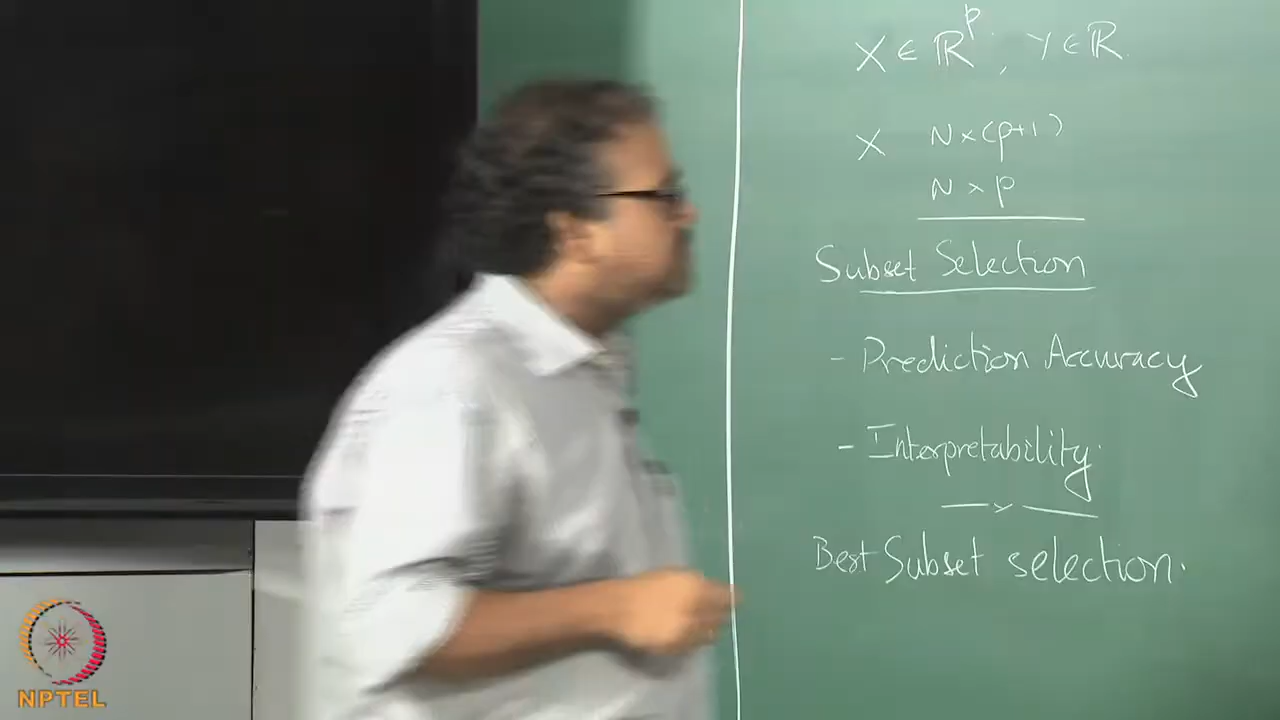 X ∈ ℝ^p, Y ∈ ℝ.
X N×(p+1)
N×p
Subset Selection
- Prediction Accuracy
- Interpretability.
Best Subset selection.
NPTEL